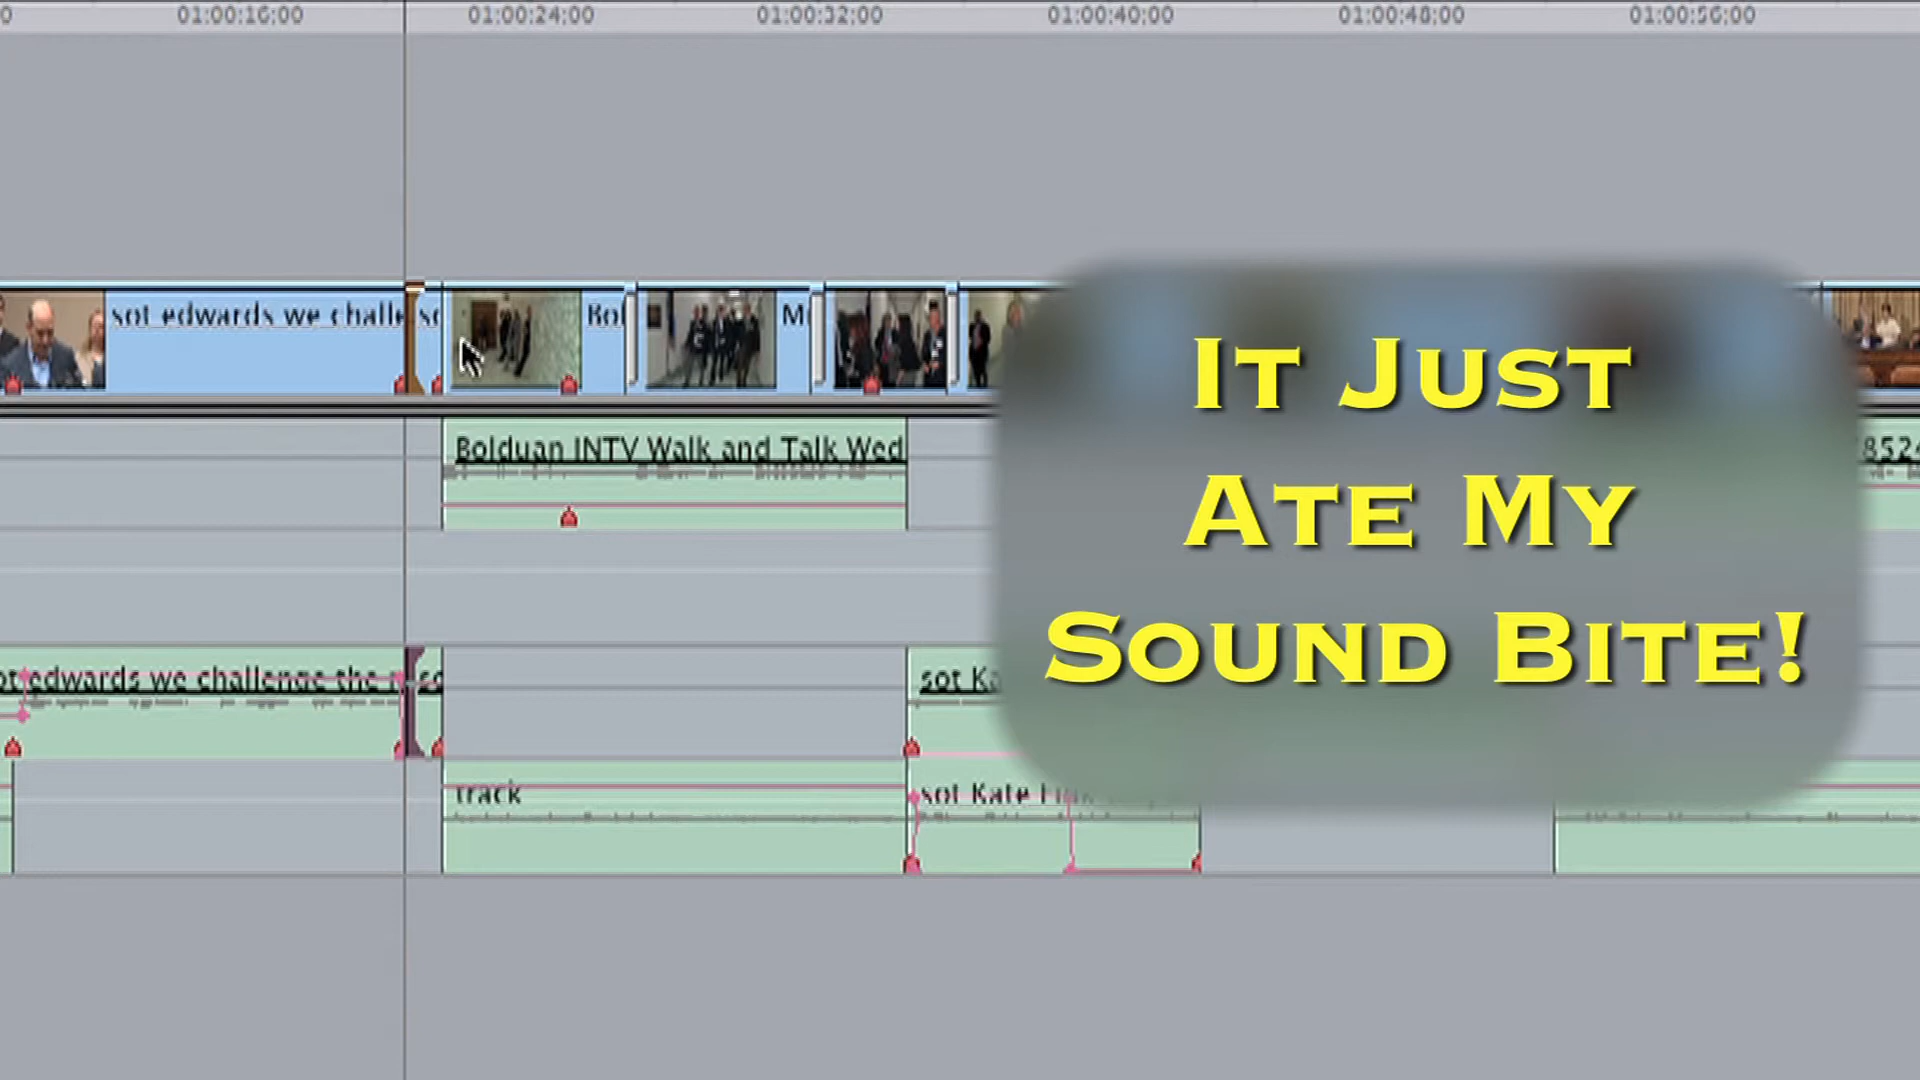 01:00:16:00 01:00:24:00 01:00:32:00 01:00:40:00 01:00:48:00 01:00:56:00
sot edwards we challe
Bol
It Just
Ate My
Sound Bite!
Bolduan INTV Walk and Talk Wed
8524
edwards we challenge the
sot Ka
track
sot Kate